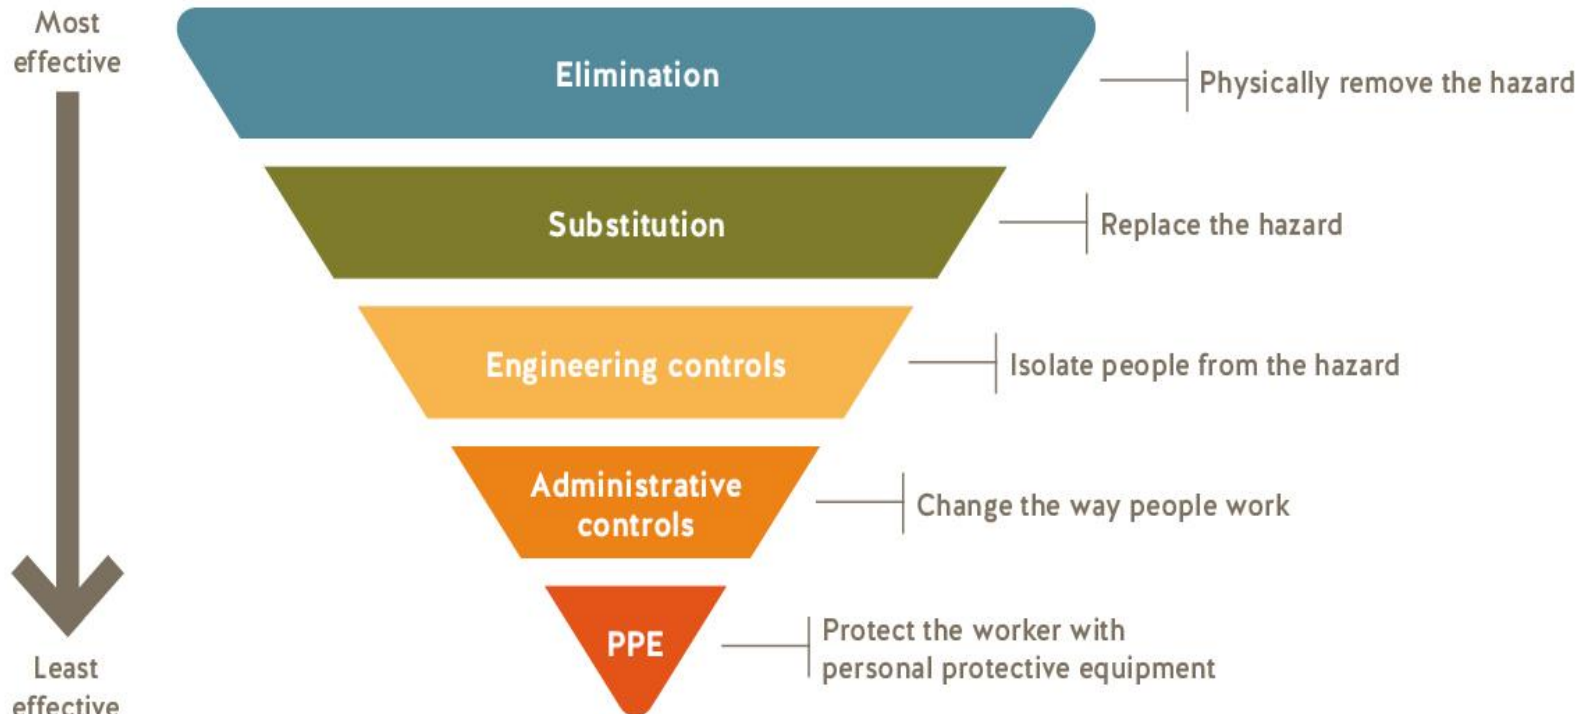 Most
effective
Elimination
Physically remove the hazard
Substitution
Replace the hazard
Engineering controls
Isolate people from the hazard
Administrative
controls
Change the way people work
PPE
Protect the worker with
personal protective equipment
Least
effective